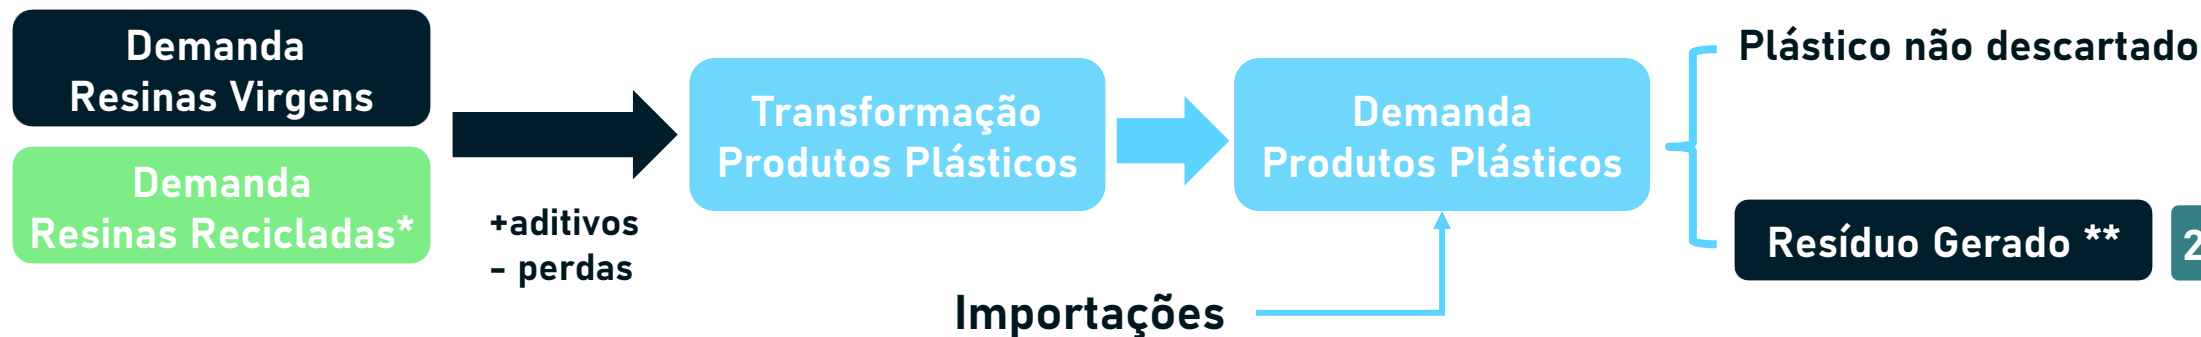 Demanda
Resinas Virgens
Demanda
Resinas Recicladas*
+aditivos
- perdas
Transformação
Produtos Plásticos
Demanda
Produtos Plásticos
Importações
Plástico não descartado
Resíduo Gerado **
2